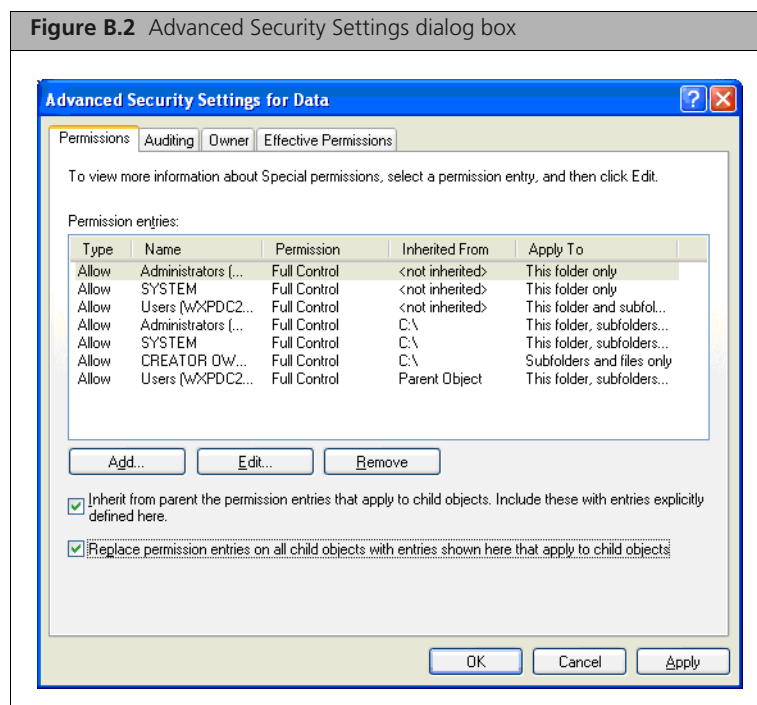 Figure B.2 Advanced Security Settings dialog box
Advanced Security Settings for Data
Permissions Auditing Owner Effective Permissions
To view more information about Special permissions, select a permission entry, and then click Edit.
Permission entries:
Type Name Permission Inherited From Apply To
Allow Administrators (... Full Control <not inherited> This folder only
Allow SYSTEM Full Control <not inherited> This folder only
Allow Users (WXPDC2... Full Control <not inherited> This folder and subfol...
Allow Administrators (... Full Control C:\ This folder, subfolders...
Allow SYSTEM Full Control C:\ This folder, subfolders...
Allow CREATOR OW... Full Control C:\ Subfolders and files only
Allow Users (WXPDC2... Full Control Parent Object This folder, subfolders...
Add... Edit... Remove
Inherit from parent the permission entries that apply to child objects. Include these with entries explicitly
defined here.
Replace permission entries on all child objects with entries shown here that apply to child objects
OK Cancel Apply